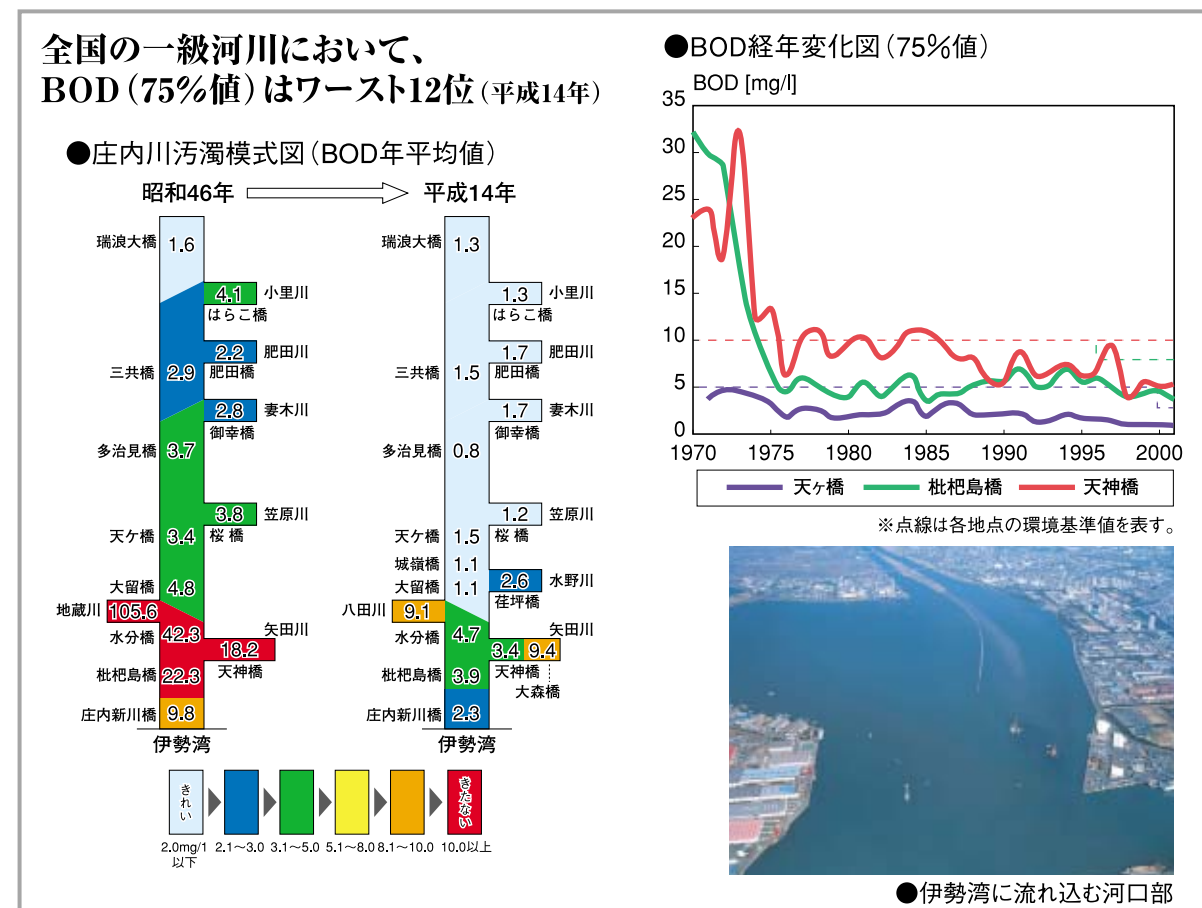 全国の一級河川において、
BOD（75％値）はワースト12位（平成14年）
●庄内川汚濁模式図（BOD年平均値）
昭和46年
平成14年
瑞浪大橋 1.6
4.1 小里川
はらこ橋
2.2 肥田川
肥田橋
三共橋 2.9
2.8 妻木川
御幸橋
多治見橋 3.7
3.8 笠原川
桜橋
天ケ橋 3.4
大留橋 4.8
地蔵川 105.6
水分橋 42.3
矢田川
18.2
天神橋
枇杷島橋 22.3
庄内新川橋 9.8
伊勢湾
瑞浪大橋 1.3
1.3 小里川
はらこ橋
1.7 肥田川
肥田橋
三共橋 1.5
1.7 妻木川
御幸橋
多治見橋 0.8
1.2 笠原川
桜橋
天ケ橋 1.5
城嶺橋 1.1
大留橋 1.1
2.6 水野川
荏坪橋
八田川 9.1
水分橋 4.7
矢田川
3.4 9.4
天神橋
大森橋
枇杷島橋 3.9
庄内新川橋 2.3
伊勢湾
きれい
きたない
2.0mg/1 2.1〜3.0 3.1〜5.0 5.1〜8.0 8.1〜10.0 10.0以上
以下
●BOD経年変化図（75％値）
BOD [mg/l]
35
30
25
20
15
10
5
0
1970 1975 1980 1985 1990 1995 2000
天ヶ橋 枇杷島橋 天神橋
※点線は各地点の環境基準値を表す。
●伊勢湾に流れ込む河口部